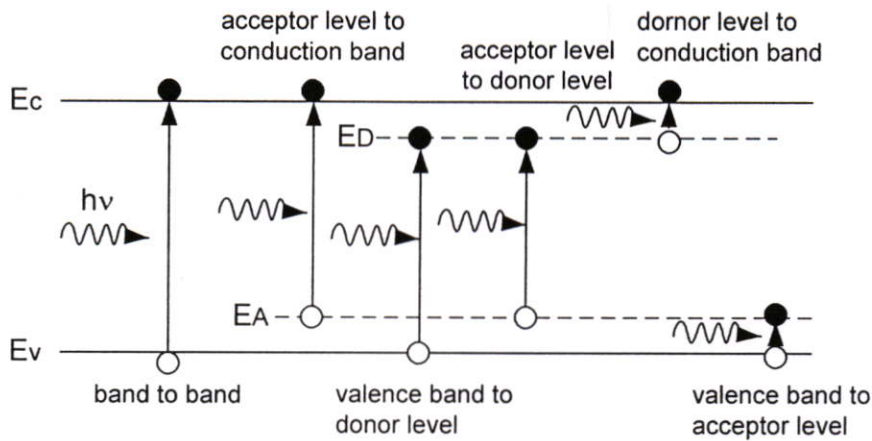 acceptor level to
conduction band
acceptor level
to donor level
dornor level to
conduction band
Ec
ED
hν
EA
Ev
band to band
valence band to
donor level
valence band to
acceptor level